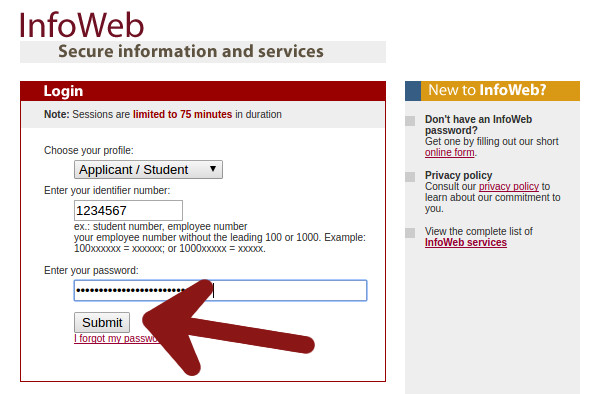 InfoWeb
Secure information and services
Login
Note: Sessions are limited to 75 minutes in duration
Choose your profile:
Applicant / Student
Enter your identifier number:
1234567
ex.: student number, employee number
your employee number without the leading 100 or 1000. Example:
100xxxxxx = xxxxxx; or 1000xxxxx = xxxxx.
Enter your password:
Submit
I forgot my
New to InfoWeb?
Don't have an InfoWeb
password?
Get one by filling out our short
online form.
Privacy policy
Consult our privacy policy to
learn about our commitment to
you.
View the complete list of
InfoWeb services